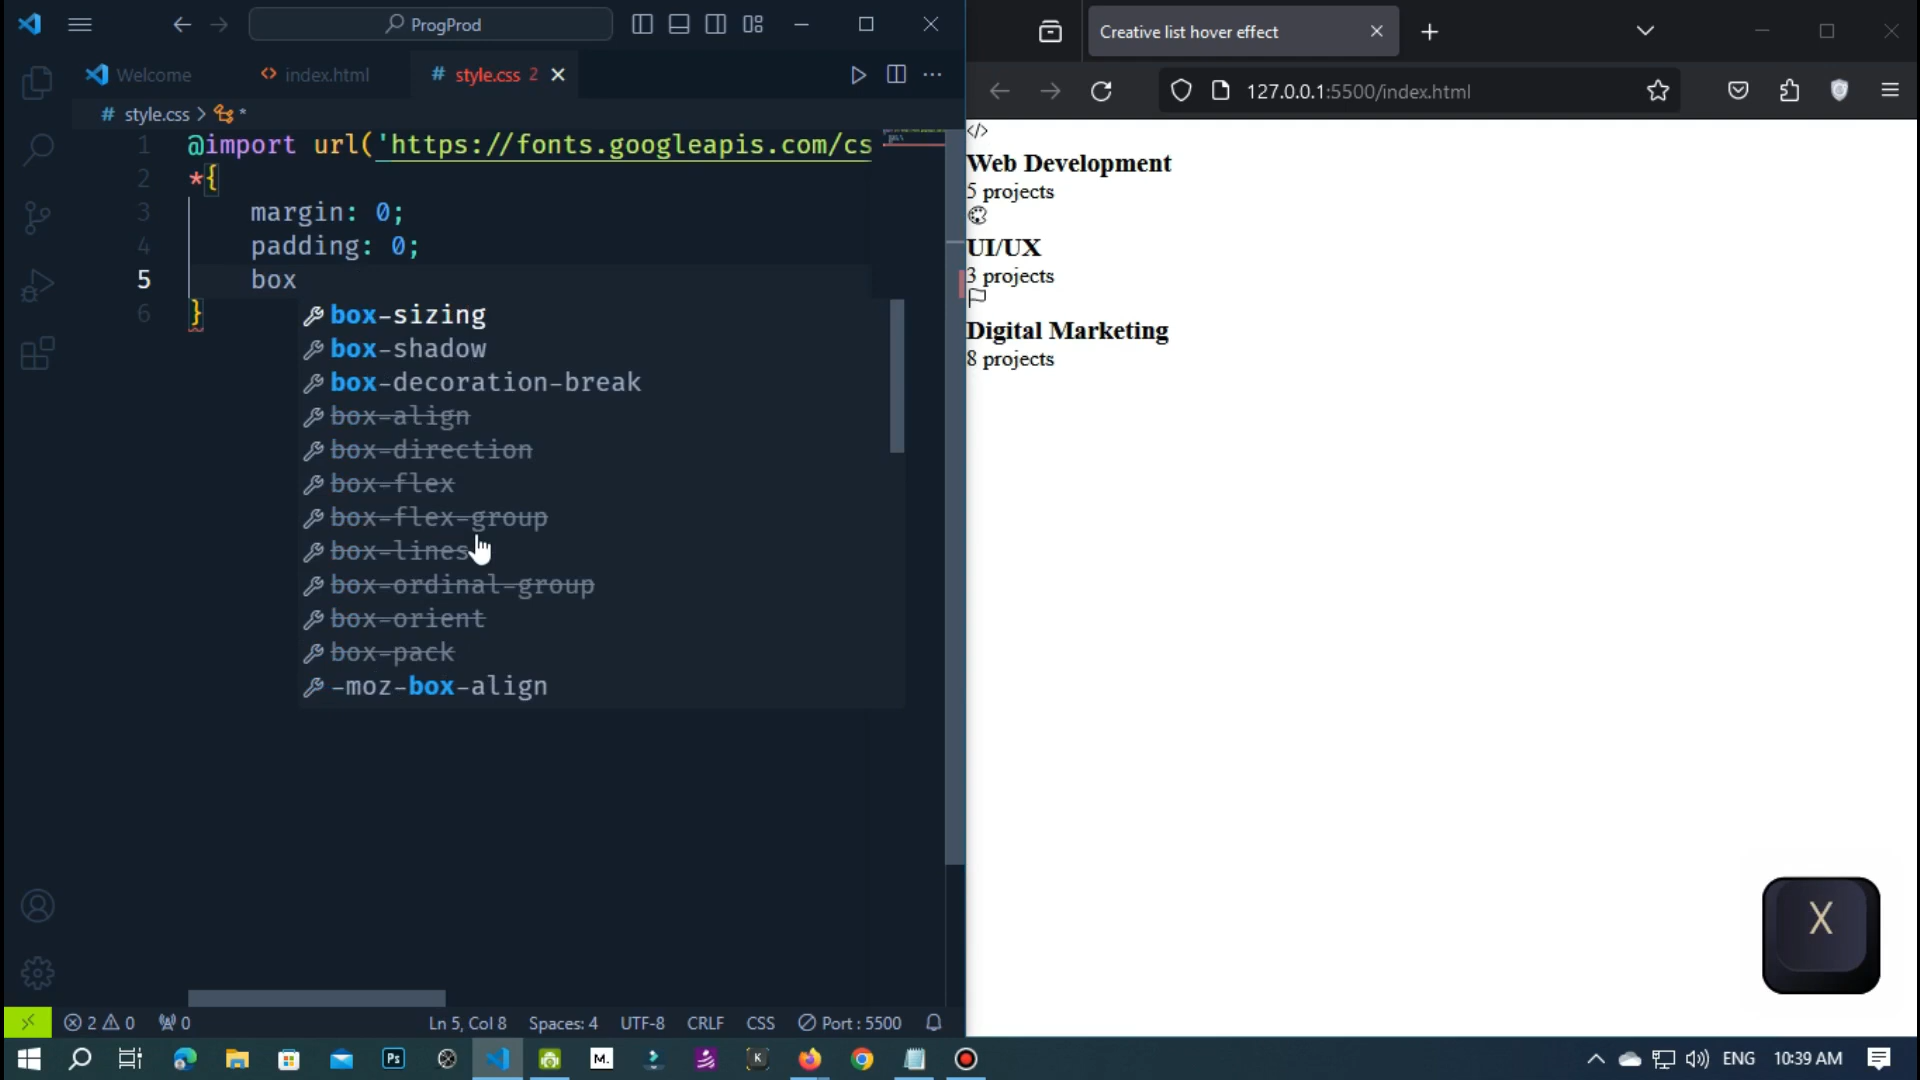 ProgProd
Creative list hover effect
Welcome
index.html
# style.css 2
127.0.0.1:5500/index.html
# style.css > *
1 @import url('https://fonts.googleapis.com/cs
2 *{
3 margin: 0;
4 padding: 0;
5 box
6 }
box-sizing
box-shadow
box-decoration-break
box-align
box-direction
box-flex
box-flex-group
box-lines
box-ordinal-group
box-orient
box-pack
-moz-box-align
</>
Web Development
5 projects
UI/UX
3 projects
Digital Marketing
8 projects
X
2 0
0
Ln 5, Col 8
Spaces: 4
UTF-8
CRLF
CSS
Port : 5500
Ps
M.
K
ENG
10:39 AM